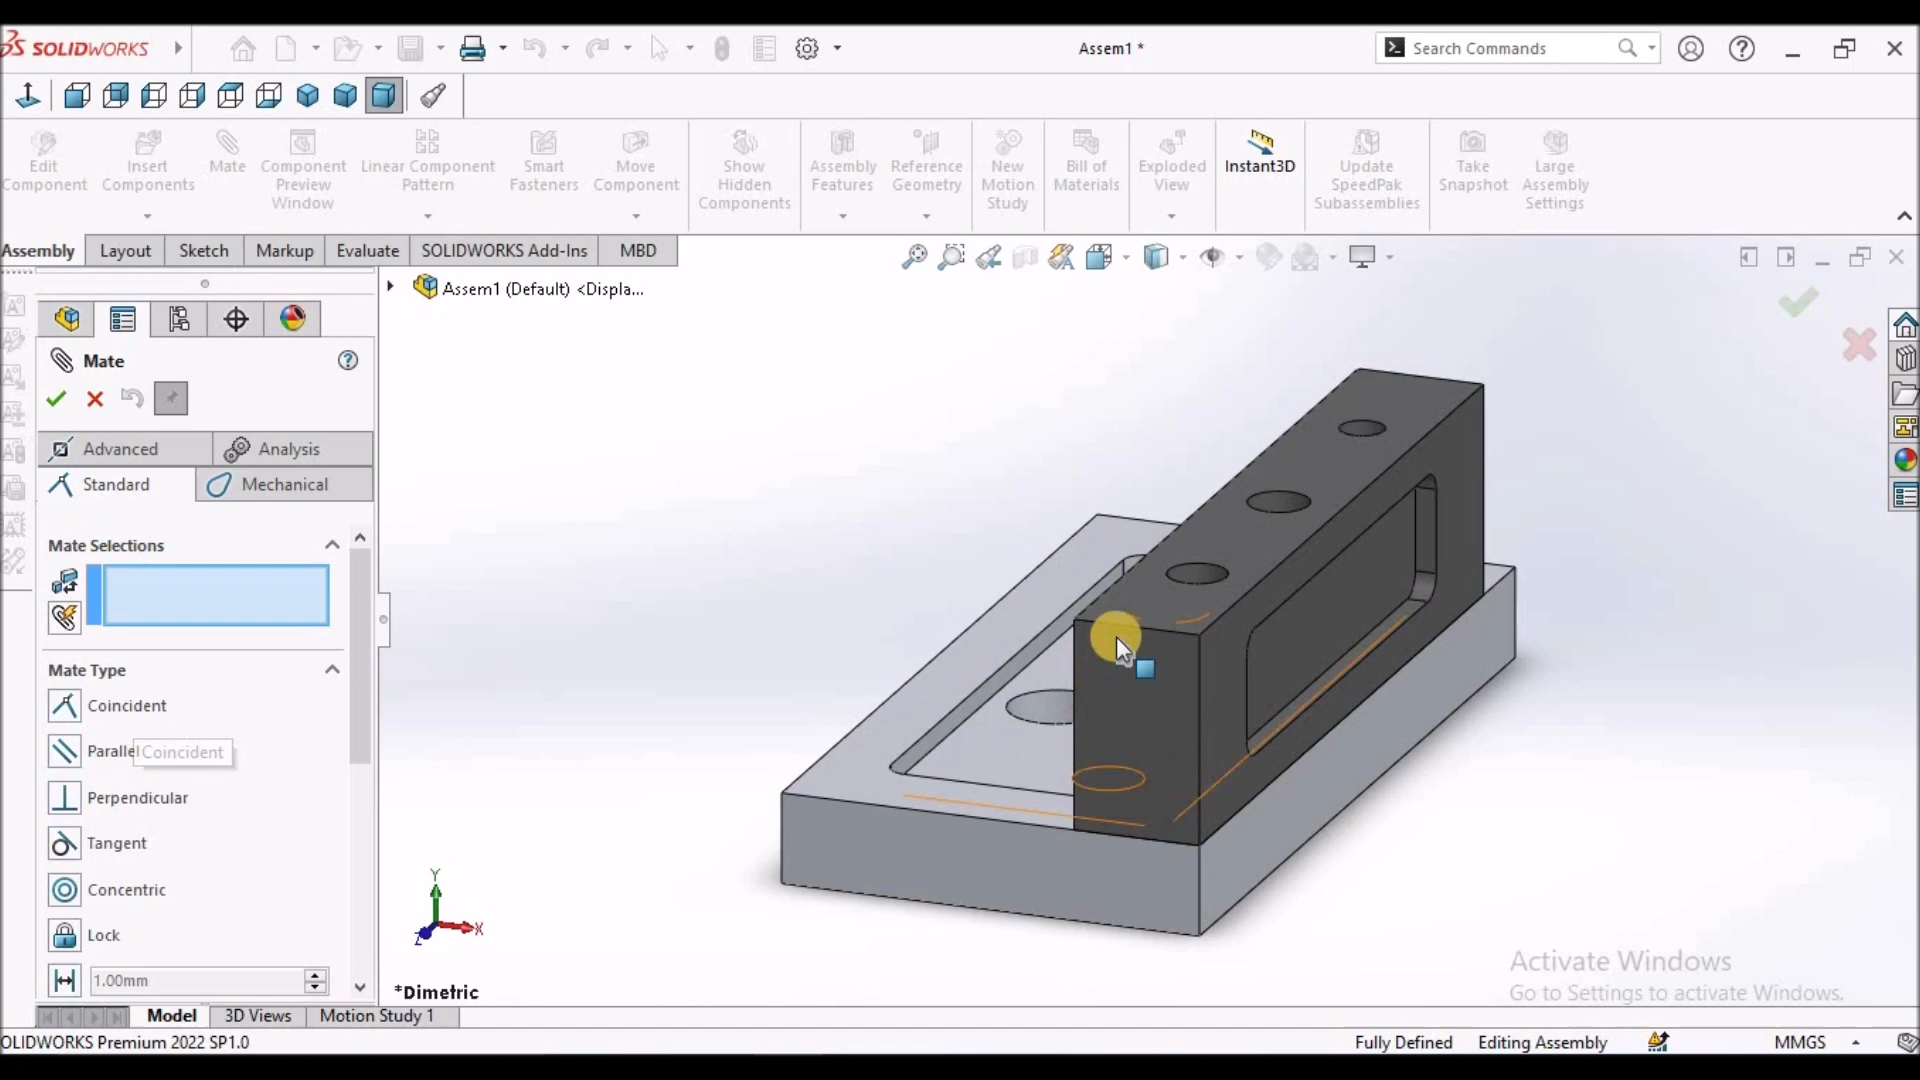 SOLIDWORKS
Assem1 *
Search Commands
Edit Component
Insert Components
Mate
Component Preview Window
Linear Component Pattern
Smart Fasteners
Move Component
Show Hidden Components
Assembly Features
Reference Geometry
New Motion Study
Bill of Materials
Exploded View
Instant3D
Update SpeedPak Subassemblies
Take Snapshot
Large Assembly Settings
Assembly
Layout
Sketch
Markup
Evaluate
SOLIDWORKS Add-Ins
MBD
Assem1 (Default) <Displa...
Mate
Advanced
Analysis
Standard
Mechanical
Mate Selections
Mate Type
Coincident
Parallel
Coincident
Perpendicular
Tangent
Concentric
Lock
1.00mm
Y
X
Z
*Dimetric
Activate Windows
Go to Settings to activate Windows.
Model
3D Views
Motion Study 1
OLIDWORKS Premium 2022 SP1.0
Fully Defined
Editing Assembly
MMGS